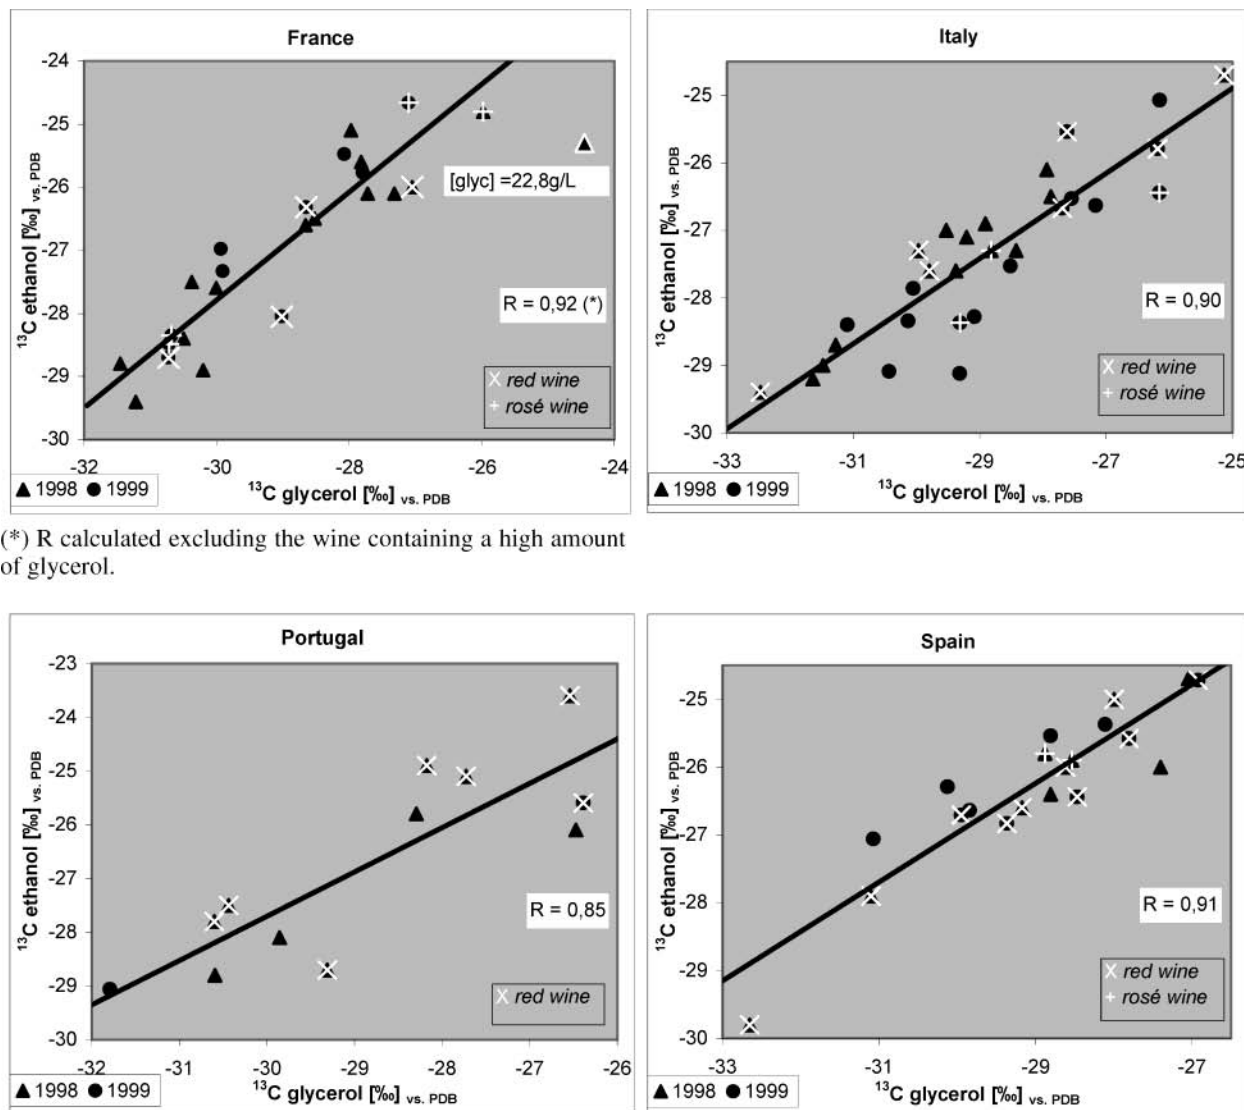 France
-24
-25
-26
-27
-28
-29
-30
13C ethanol [‰] vs. PDB
[glyc] =22,8g/L
R = 0,92 (*)
red wine
rosé wine
-32 -30 -28 -26 -24
1998 1999
13C glycerol [‰] vs. PDB
Italy
-25
-26
-27
-28
-29
-30
13C ethanol [‰] vs. PDB
R = 0,90
red wine
rosé wine
-33 -31 -29 -27 -25
1998 1999
13C glycerol [‰] vs. PDB
(*) R calculated excluding the wine containing a high amount
of glycerol.
Portugal
-23
-24
-25
-26
-27
-28
-29
-30
13C ethanol [‰] vs. PDB
R = 0,85
red wine
-32 -31 -30 -29 -28 -27 -26
1998 1999
13C glycerol [‰] vs. PDB
Spain
-25
-26
-27
-28
-29
-30
13C ethanol [‰] vs. PDB
R = 0,91
red wine
rosé wine
-33 -31 -29 -27
1998 1999
13C glycerol [‰] vs. PDB